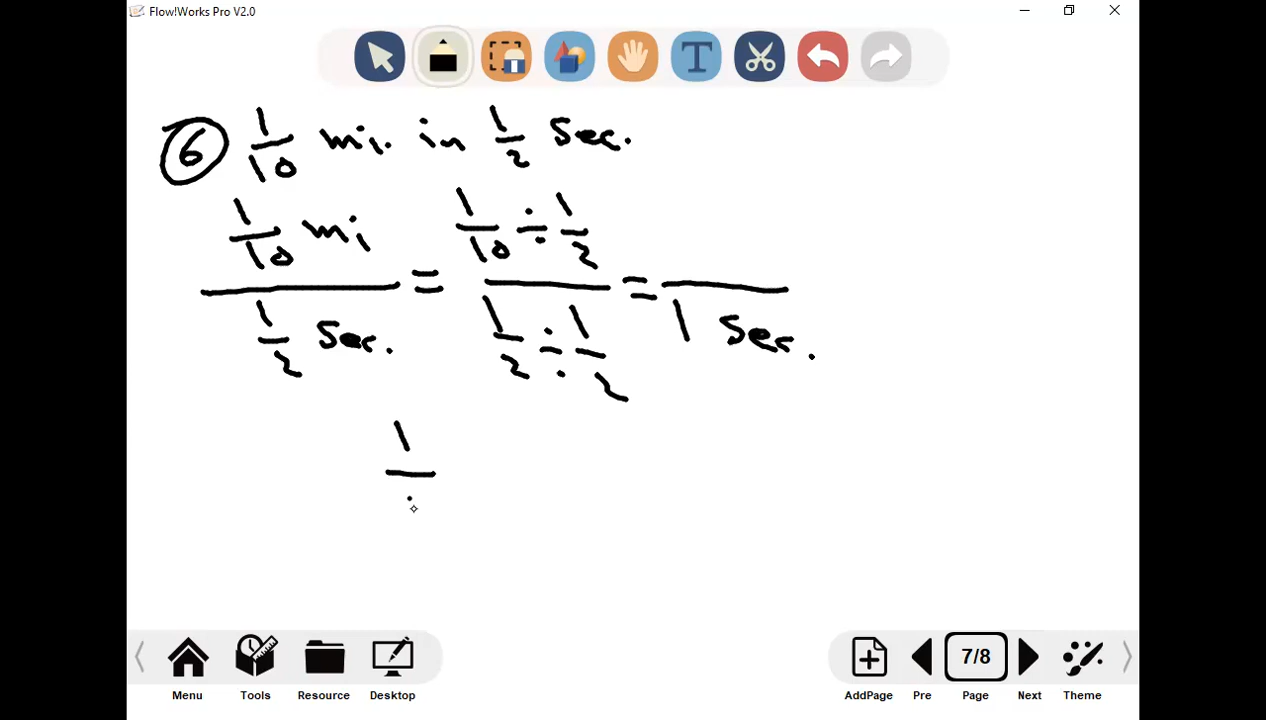 Flow!Works Pro V2.0
T
6 1/10 mi. in 1/2 Sec.
1/10 mi / 1/2 Sec. = 1/10 ÷ 1/2 / 1/2 ÷ 1/2 = / 1 Sec.
1/
Menu Tools Resource Desktop AddPage Pre 7/8 Page Next Theme